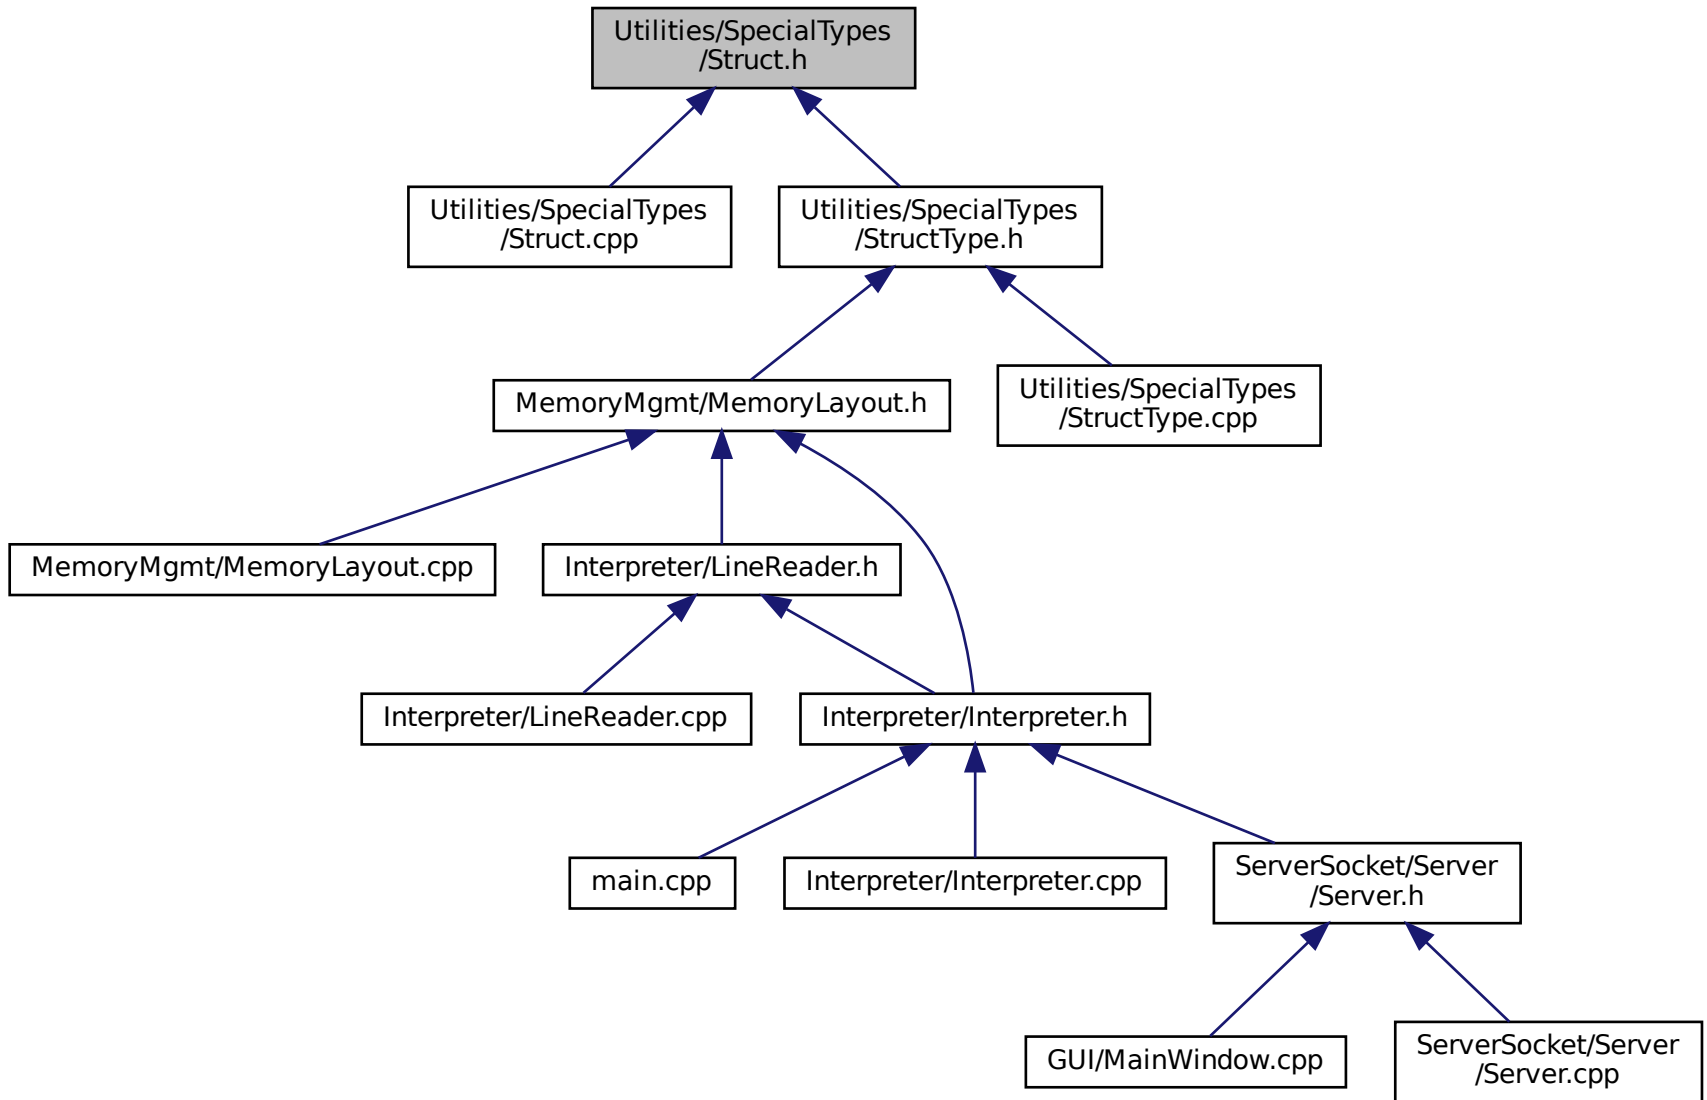 Utilities/SpecialTypes
/Struct.h
Utilities/SpecialTypes
/Struct.cpp
Utilities/SpecialTypes
/StructType.h
MemoryMgmt/MemoryLayout.h
Utilities/SpecialTypes
/StructType.cpp
MemoryMgmt/MemoryLayout.cpp
Interpreter/LineReader.h
Interpreter/LineReader.cpp
Interpreter/Interpreter.h
main.cpp
Interpreter/Interpreter.cpp
ServerSocket/Server
/Server.h
GUI/MainWindow.cpp
ServerSocket/Server
/Server.cpp